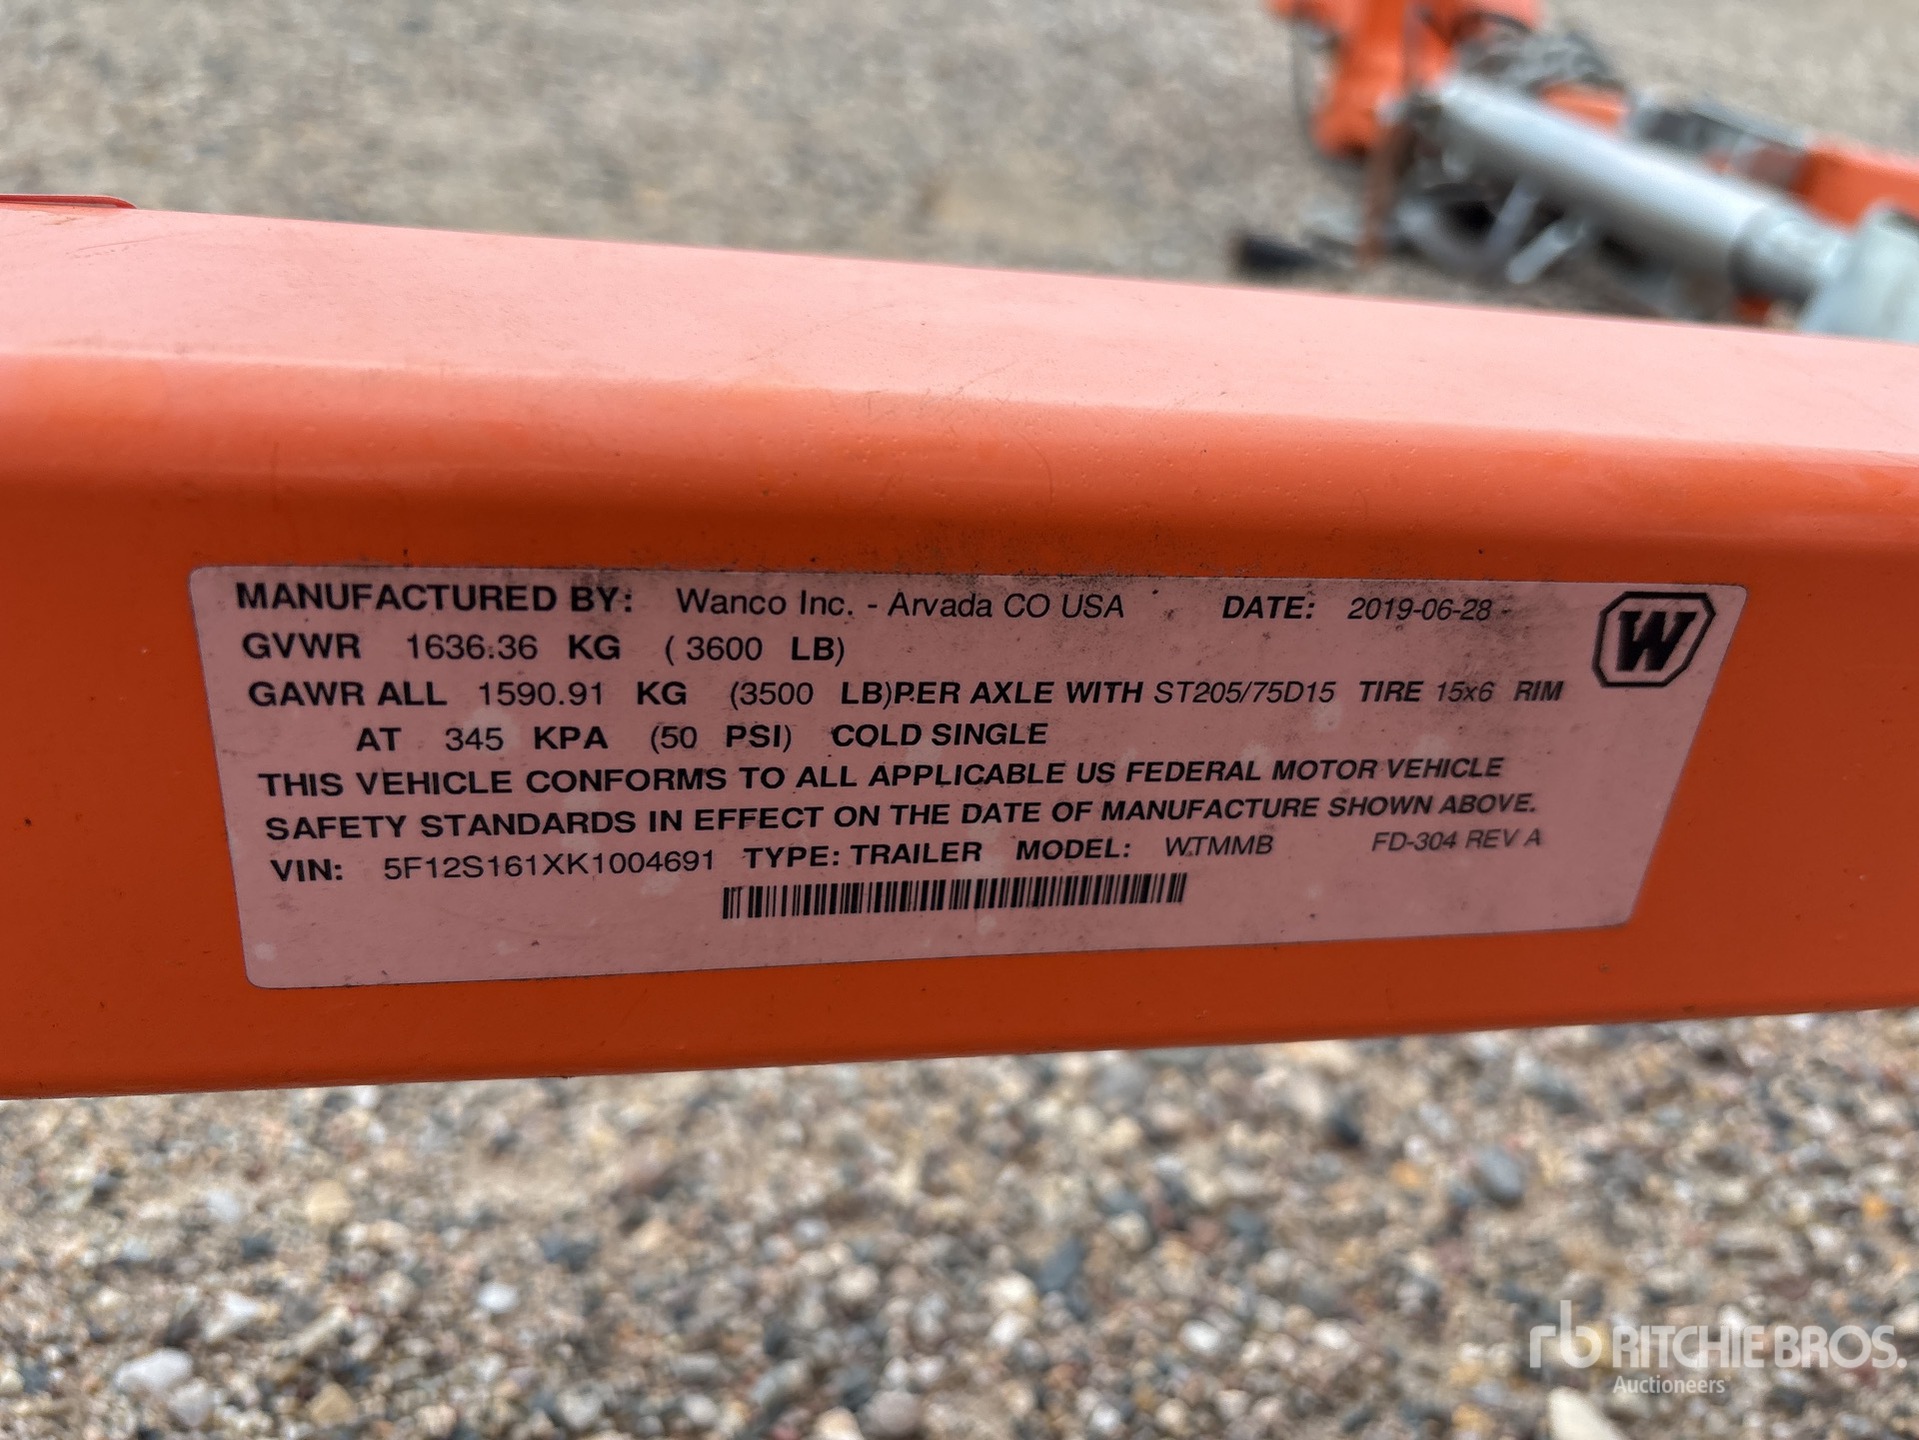 MANUFACTURED BY: Wanco Inc. - Arvada CO USA DATE: 2019-06-28
W
GVWR 1636.36 KG ( 3600 LB)
GAWR ALL 1590.91 KG (3500 LB)PER AXLE WITH ST205/75D15 TIRE 15x6 RIM
AT 345 KPA (50 PSI) COLD SINGLE
THIS VEHICLE CONFORMS TO ALL APPLICABLE US FEDERAL MOTOR VEHICLE
SAFETY STANDARDS IN EFFECT ON THE DATE OF MANUFACTURE SHOWN ABOVE.
VIN: 5F12S161XK1004691 TYPE: TRAILER MODEL: WTMMB FD-304 REV A
rb RITCHIE BROS.
Auctioneers